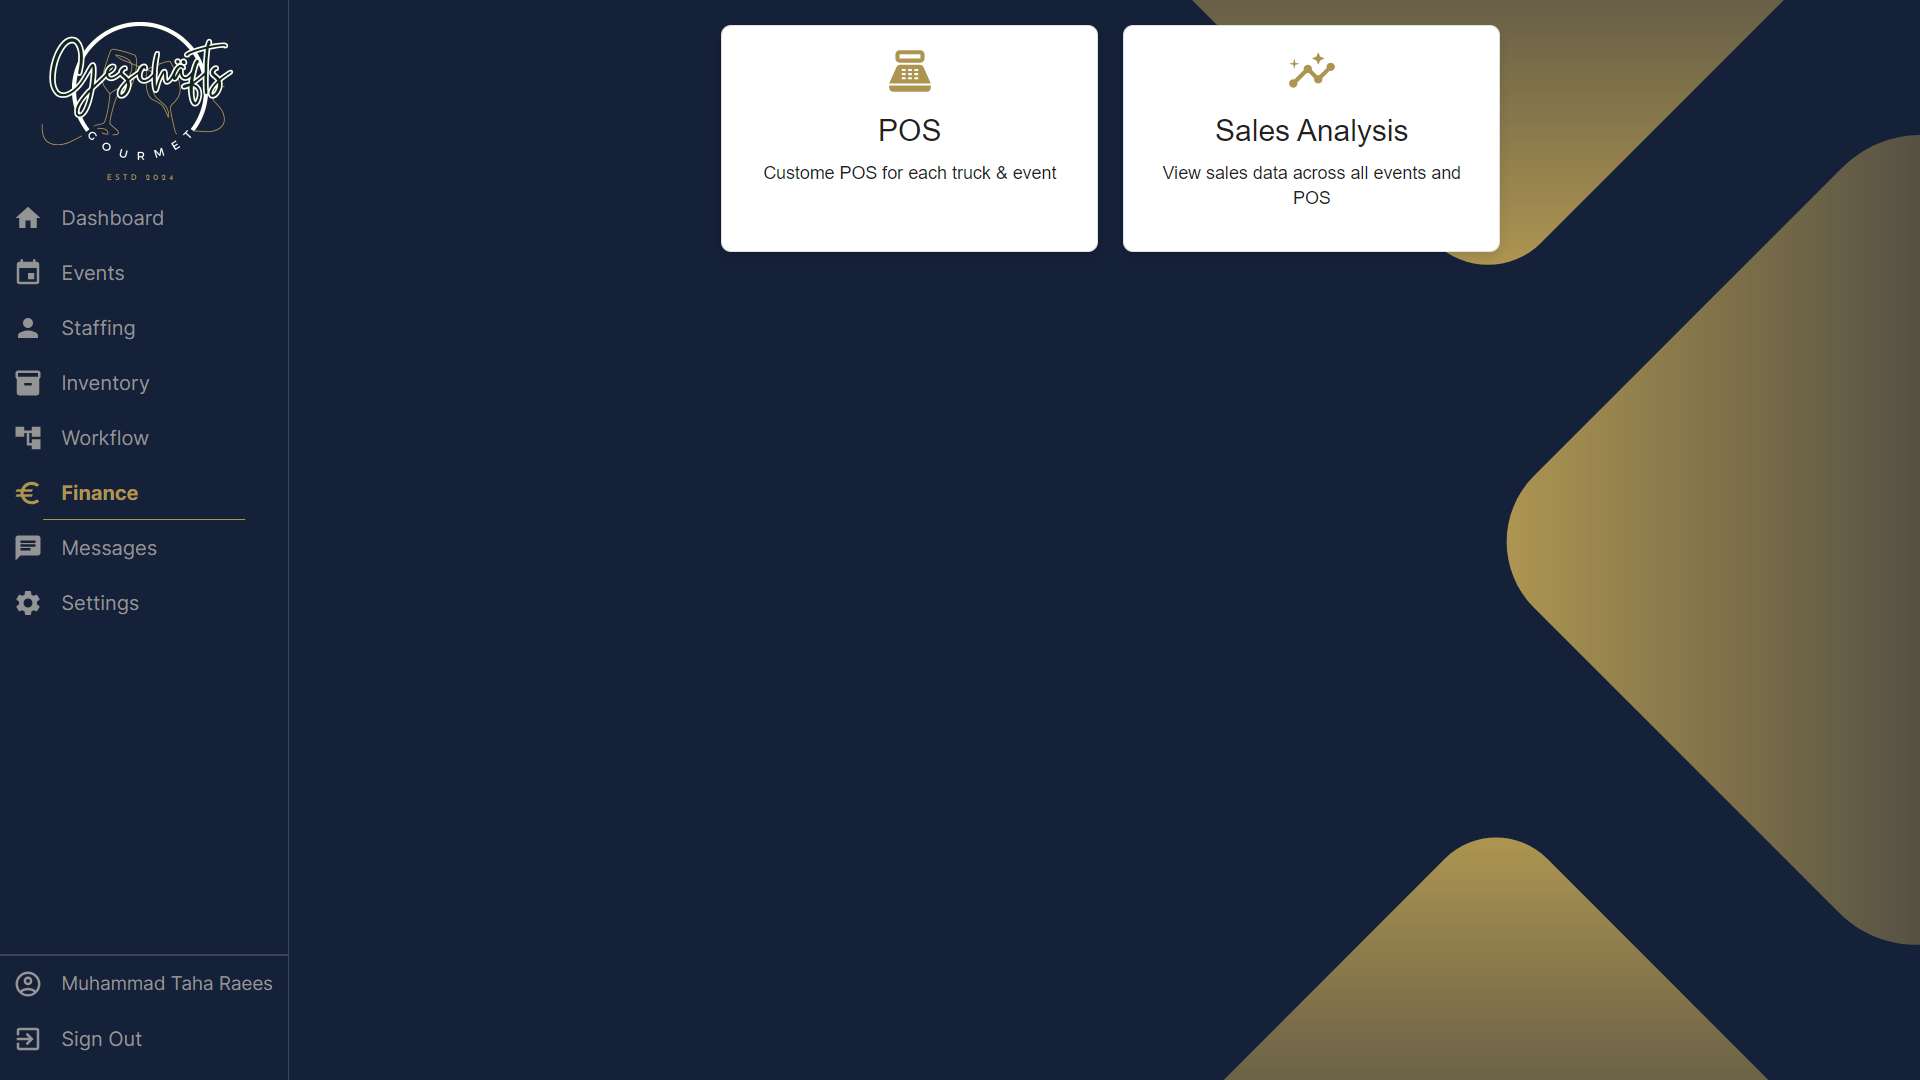 Geschäfts
GOURMET
ESTD 2024
Dashboard
Events
Staffing
Inventory
Workflow
Finance
Messages
Settings
Muhammad Taha Raees
Sign Out
POS
Custome POS for each truck & event
Sales Analysis
View sales data across all events and
POS